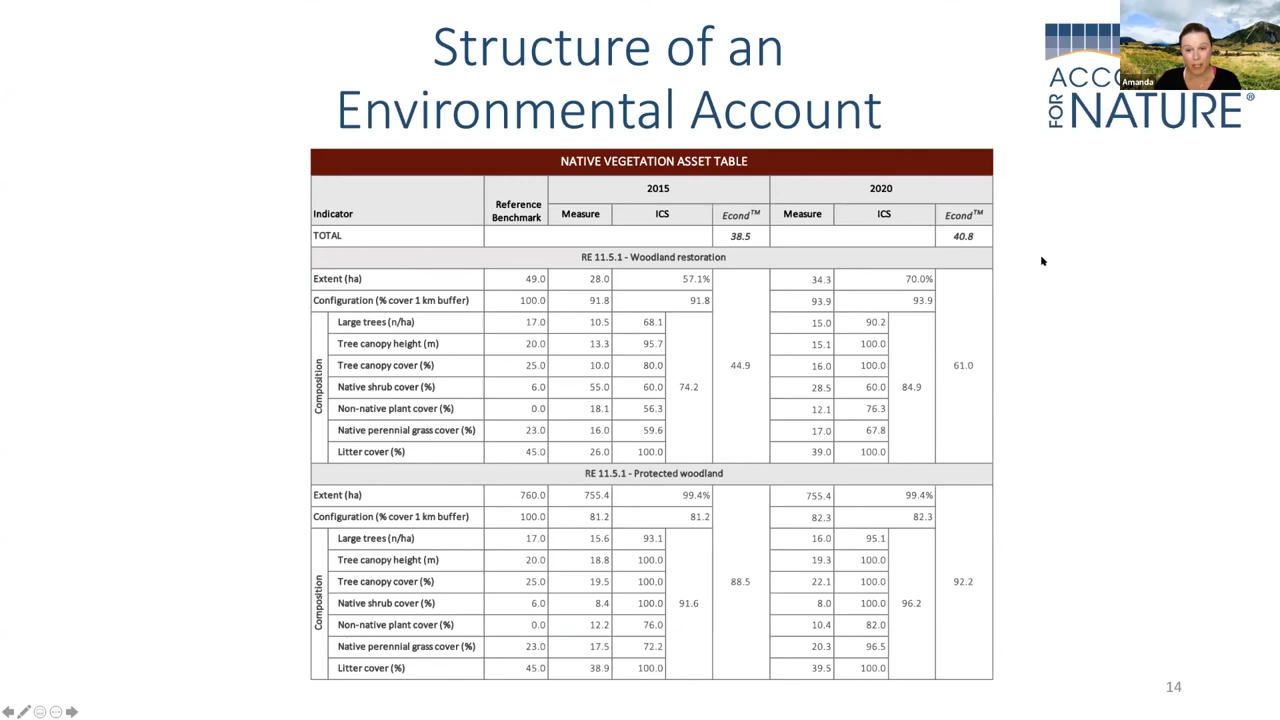 Structure of an
Environmental Account
Amanda
ACCO
FOR NATURE®
NATIVE VEGETATION ASSET TABLE
Indicator Reference Benchmark 2015 2020
Measure ICS Econd™ Measure ICS Econd™
TOTAL 38.5 40.8
RE 11.5.1 - Woodland restoration
Extent (ha) 49.0 28.0 57.1% 34.3 70.0%
Configuration (% cover 1 km buffer) 100.0 91.8 91.8 93.9 93.9
Composition
Large trees (n/ha) 17.0 10.5 68.1 15.0 90.2
Tree canopy height (m) 20.0 13.3 95.7 15.1 100.0
Tree canopy cover (%) 25.0 10.0 80.0 44.9 16.0 100.0 61.0
Native shrub cover (%) 6.0 55.0 60.0 74.2 28.5 60.0 84.9
Non-native plant cover (%) 0.0 18.1 56.3 12.1 76.3
Native perennial grass cover (%) 23.0 16.0 59.6 17.0 67.8
Litter cover (%) 45.0 26.0 100.0 39.0 100.0
RE 11.5.1 - Protected woodland
Extent (ha) 760.0 755.4 99.4% 755.4 99.4%
Configuration (% cover 1 km buffer) 100.0 81.2 81.2 82.3 82.3
Composition
Large trees (n/ha) 17.0 15.6 93.1 16.0 95.1
Tree canopy height (m) 20.0 18.8 100.0 19.3 100.0
Tree canopy cover (%) 25.0 19.5 100.0 88.5 22.1 100.0 92.2
Native shrub cover (%) 6.0 8.4 100.0 91.6 8.0 100.0 96.2
Non-native plant cover (%) 0.0 12.2 76.0 10.4 82.0
Native perennial grass cover (%) 23.0 17.5 72.2 20.3 96.5
Litter cover (%) 45.0 38.9 100.0 39.5 100.0
14